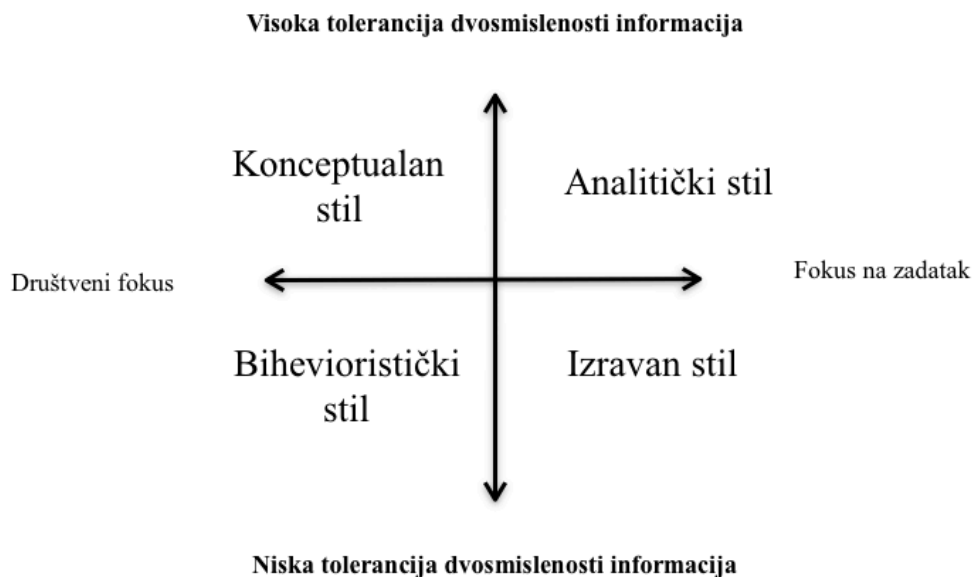 Visoka tolerancija dvosmislenosti informacija
Konceptualan
stil
Analitički stil
Društveni fokus
Fokus na zadatak
Bihevioristički
stil
Izravan stil
Niska tolerancija dvosmislenosti informacija